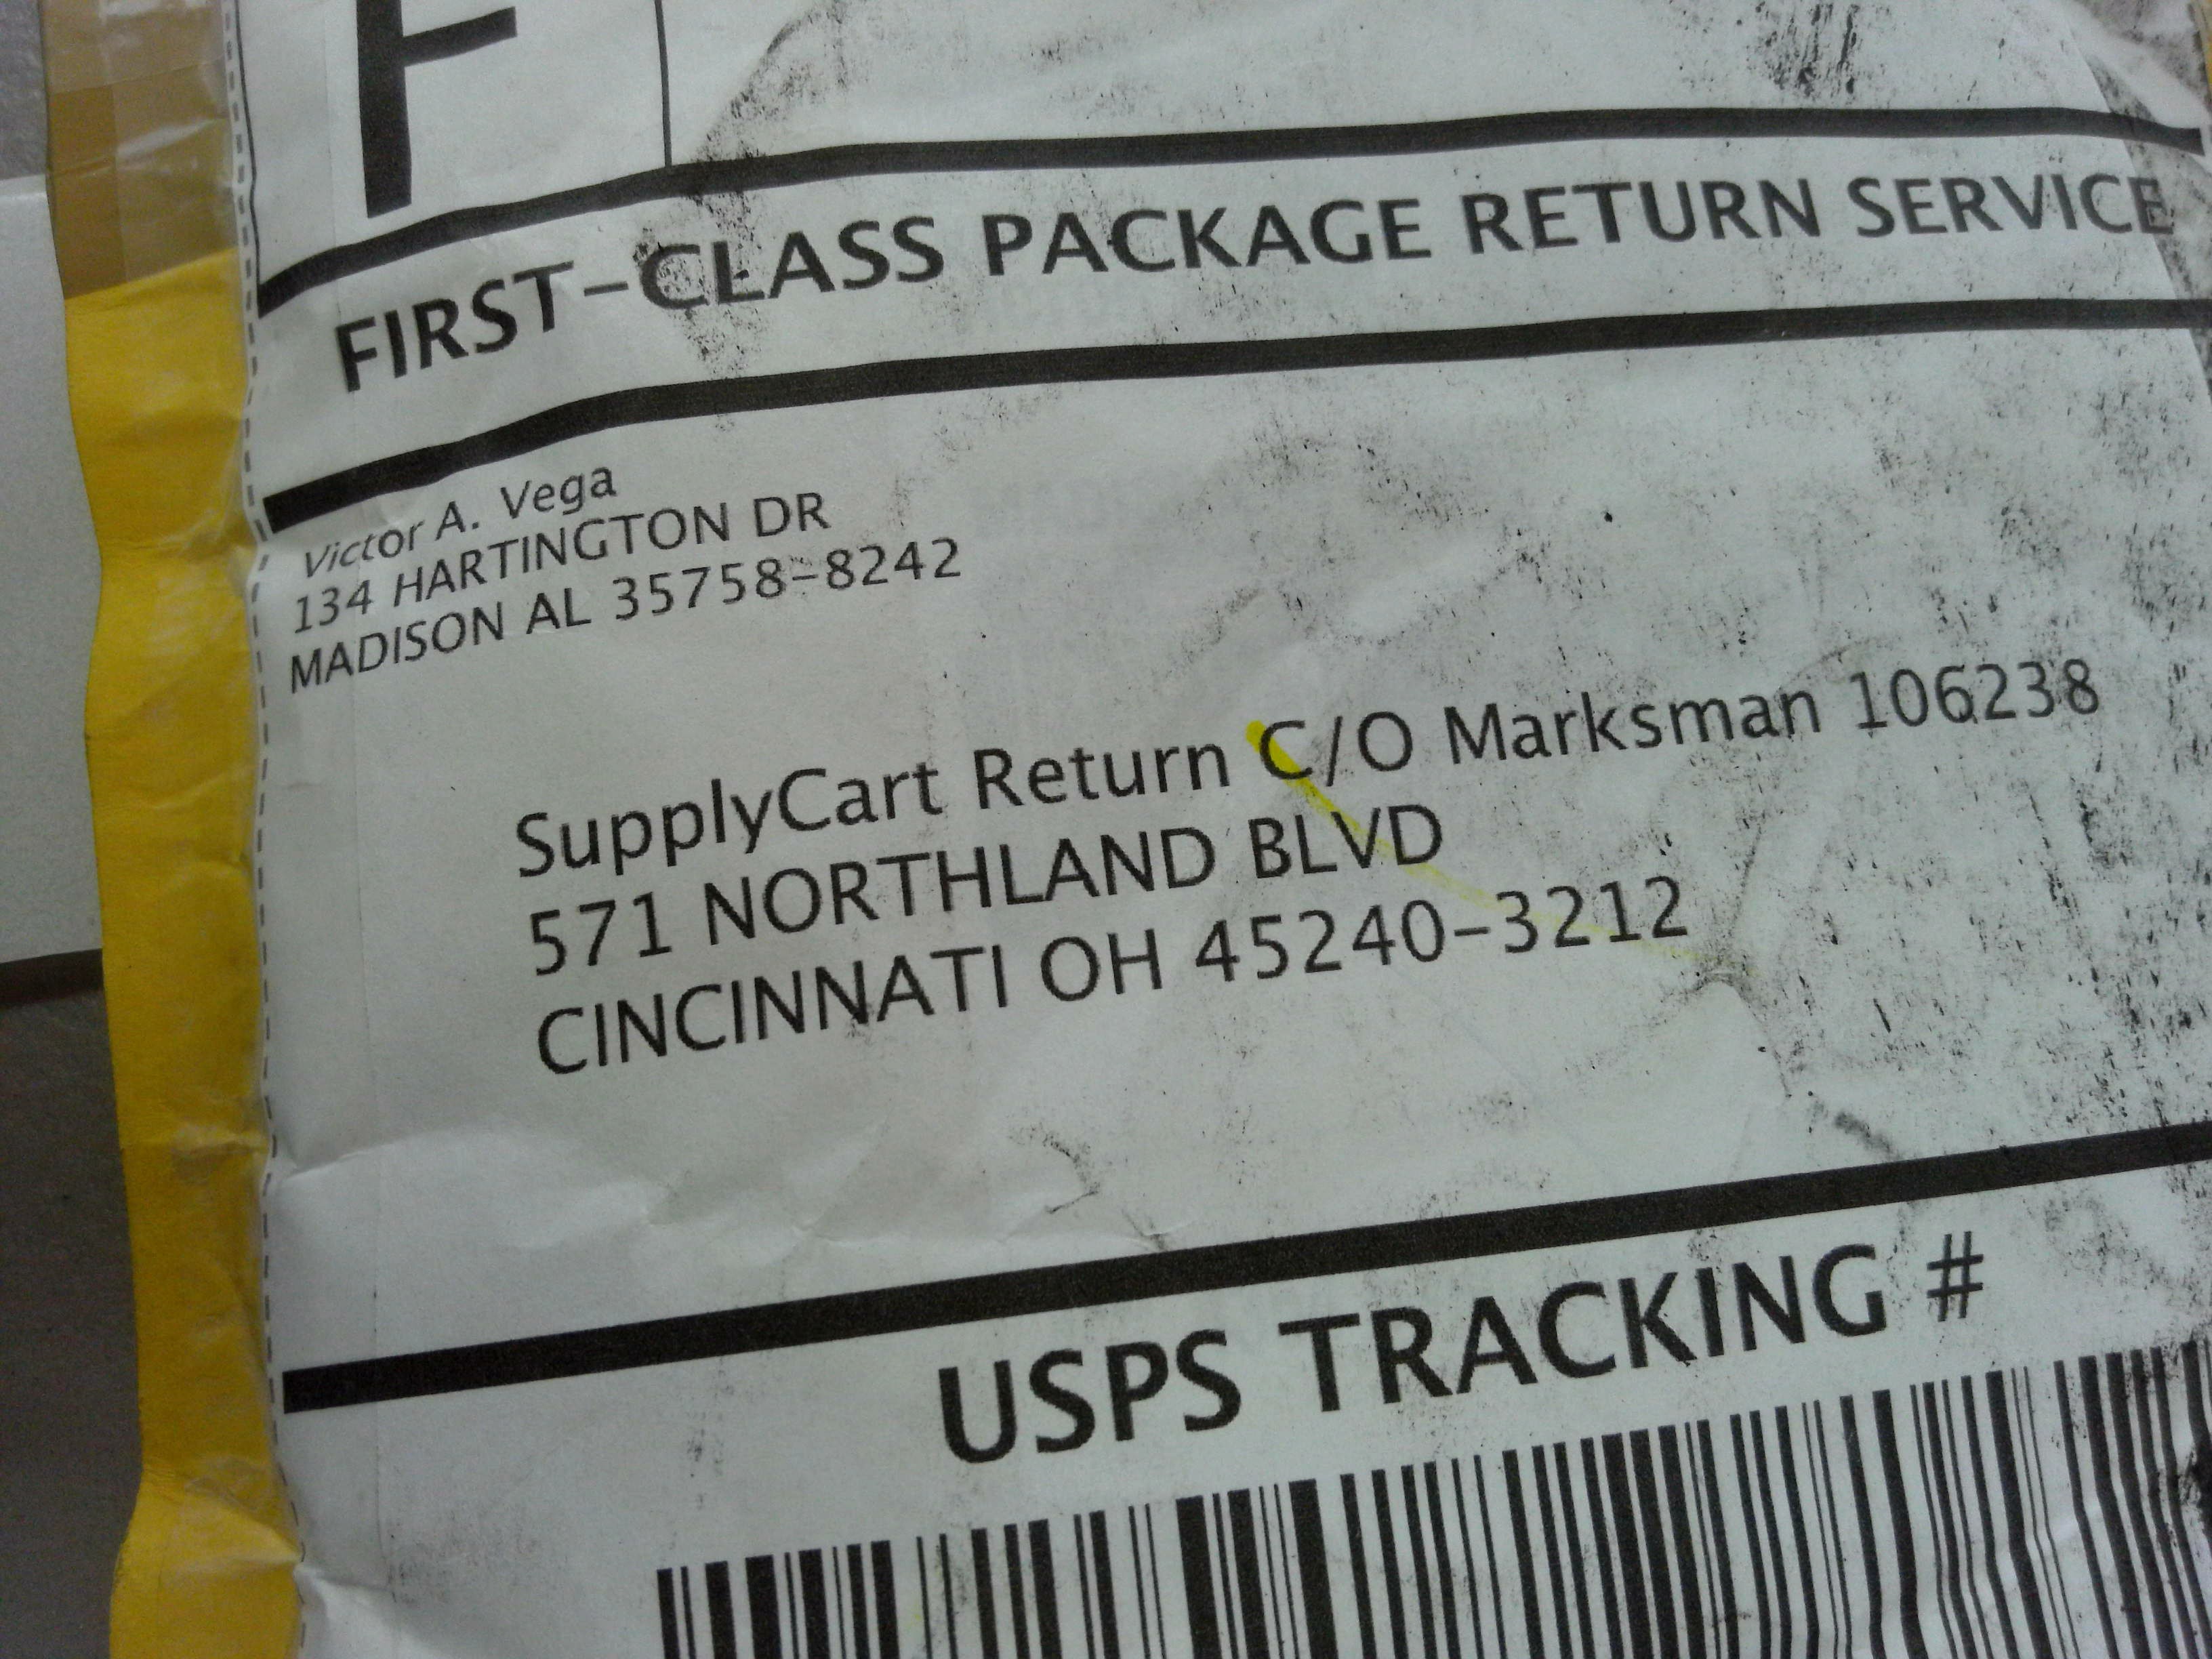 F
FIRST-CLASS PACKAGE RETURN SERVICE
Victor A. Vega
134 HARTINGTON DR
MADISON AL 35758-8242
SupplyCart Return C/O Marksman 106238
571 NORTHLAND BLVD
CINCINNATI OH 45240-3212
USPS TRACKING #